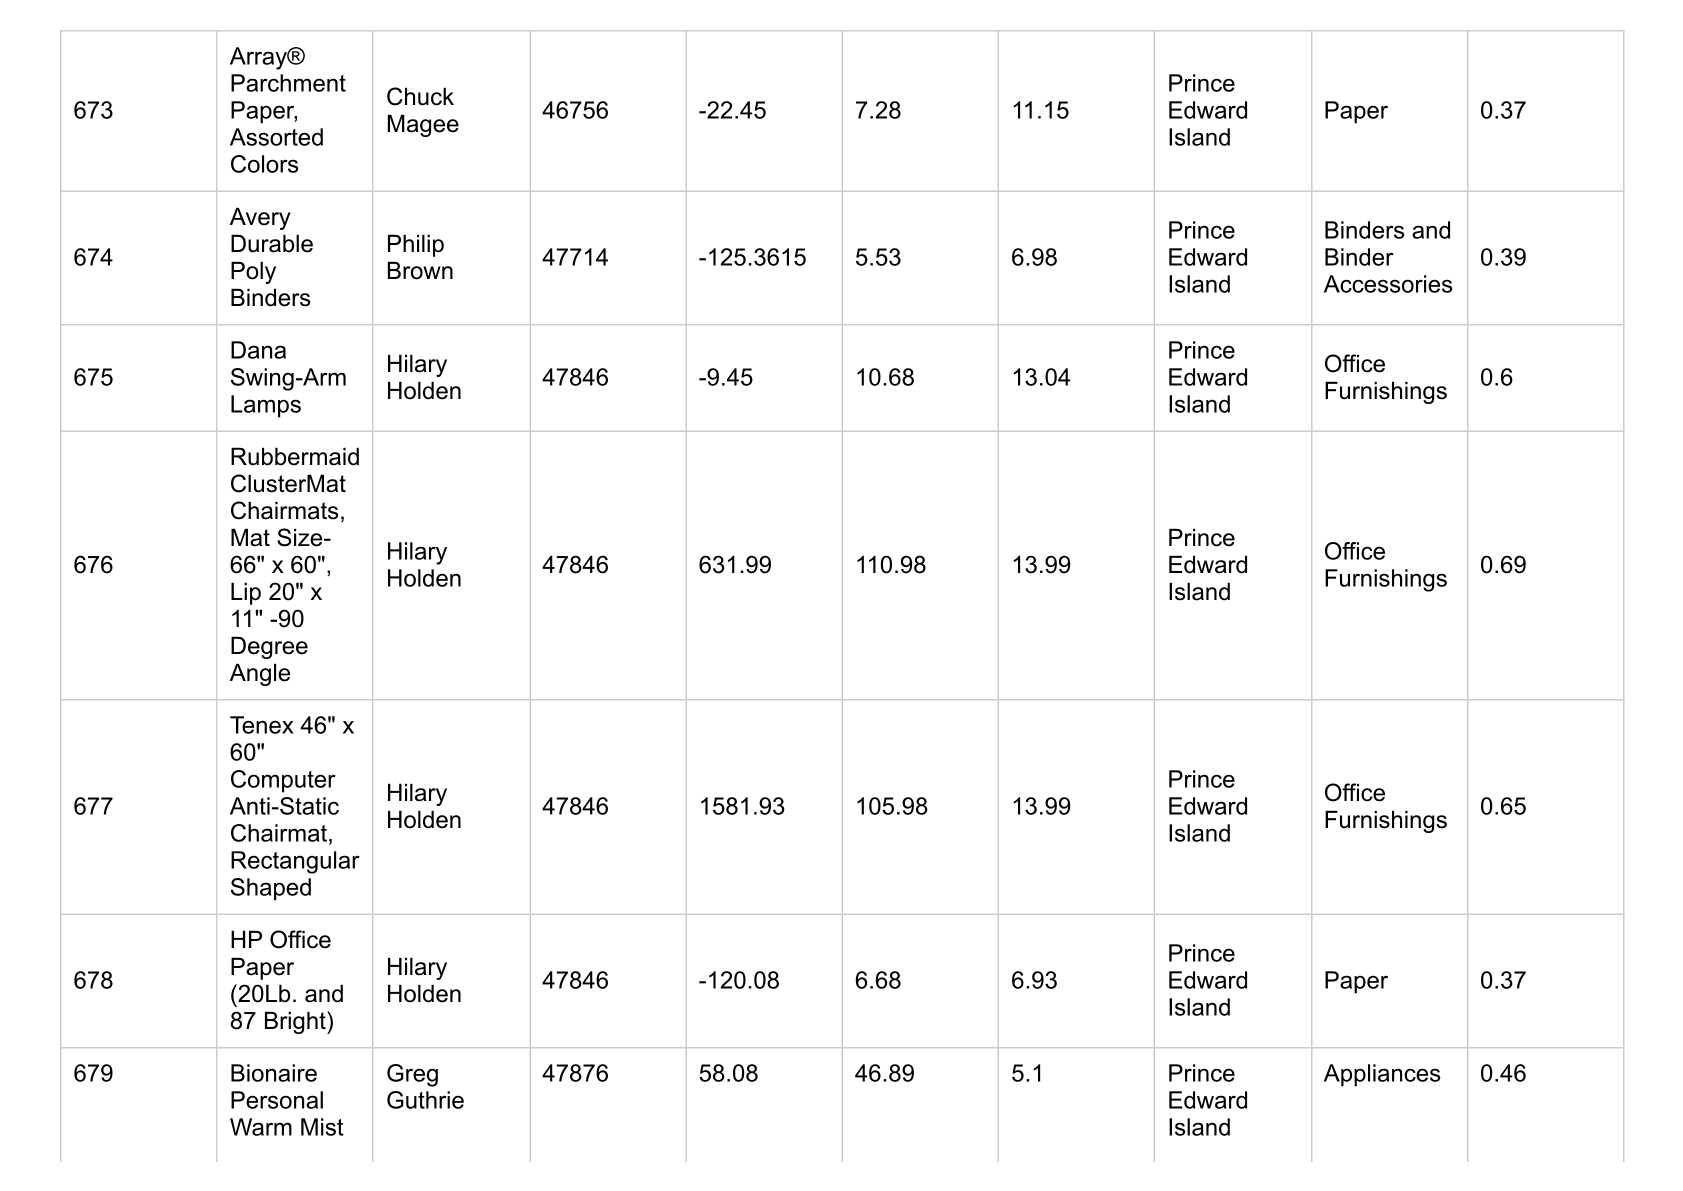 673
Array®
Parchment
Paper,
Assorted
Colors
Chuck
Magee
46756
-22.45
7.28
11.15
Prince
Edward
Island
Paper
0.37
674
Avery
Durable
Poly
Binders
Philip
Brown
47714
-125.3615
5.53
6.98
Prince
Edward
Island
Binders and
Binder
Accessories
0.39
675
Dana
Swing-Arm
Lamps
Hilary
Holden
47846
-9.45
10.68
13.04
Prince
Edward
Island
Office
Furnishings
0.6
676
Rubbermaid
ClusterMat
Chairmats,
Mat Size-
66" x 60",
Lip 20" x
11" -90
Degree
Angle
Hilary
Holden
47846
631.99
110.98
13.99
Prince
Edward
Island
Office
Furnishings
0.69
677
Tenex 46" x
60"
Computer
Anti-Static
Chairmat,
Rectangular
Shaped
Hilary
Holden
47846
1581.93
105.98
13.99
Prince
Edward
Island
Office
Furnishings
0.65
678
HP Office
Paper
(20Lb. and
87 Bright)
Hilary
Holden
47846
-120.08
6.68
6.93
Prince
Edward
Island
Paper
0.37
679
Bionaire
Personal
Warm Mist
Greg
Guthrie
47876
58.08
46.89
5.1
Prince
Edward
Island
Appliances
0.46